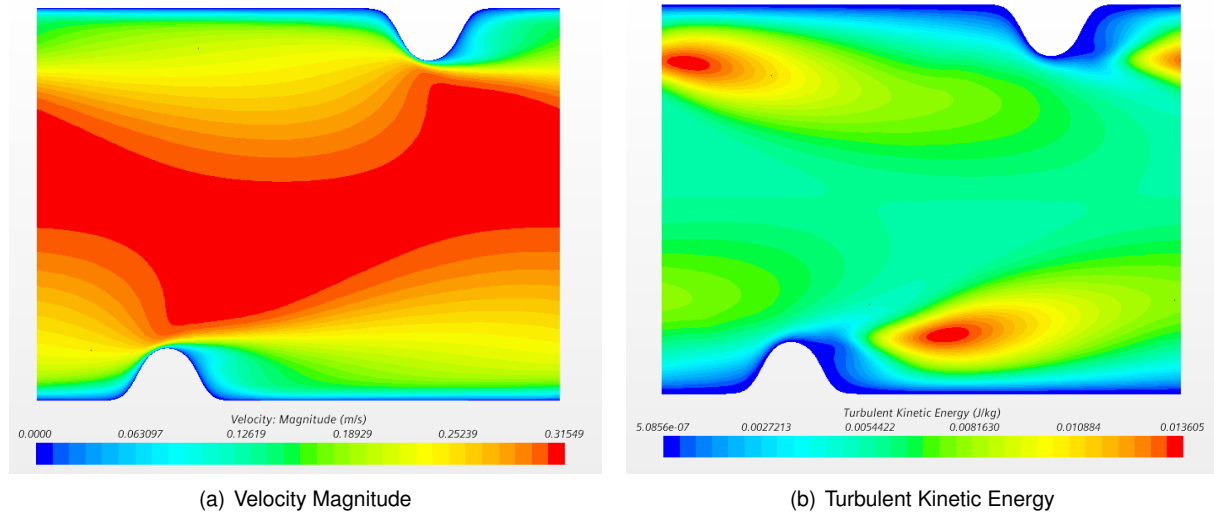 Velocity: Magnitude (m/s)
0.0000 0.063097 0.12619 0.18929 0.25239 0.31549
(a) Velocity Magnitude
Turbulent Kinetic Energy (J/kg)
5.0856e-07 0.0027213 0.0054422 0.0081630 0.010884 0.013605
(b) Turbulent Kinetic Energy